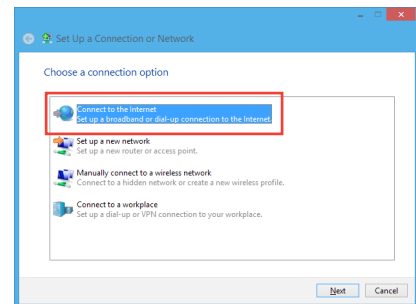 Set Up a Connection or Network
Choose a connection option
Connect to the Internet
Set up a broadband or dial-up connection to the Internet.
Set up a new network
Set up a new router or access point.
Manually connect to a wireless network
Connect to a hidden network or create a new wireless profile.
Connect to a workplace
Set up a dial-up or VPN connection to your workplace.
Next Cancel